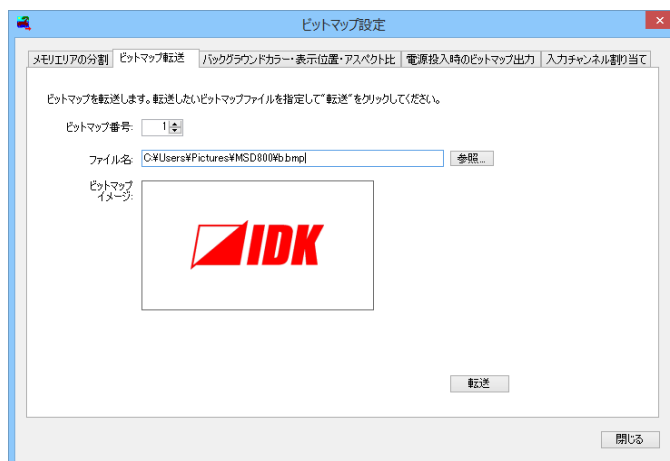 ビットマップ設定
×
メモリエリアの分割 ビットマップ転送 バックグラウンドカラー・表示位置・アスペクト比 電源投入時のビットマップ出力 入力チャンネル割り当て
ビットマップを転送します。転送したいビットマップファイルを指定して"転送"をクリックしてください。
ビットマップ番号: 1
ファイル名: C:¥Users¥Pictures¥MSD800¥b.bmp 参照...
ビットマップ
イメージ:
IDK
転送
閉じる